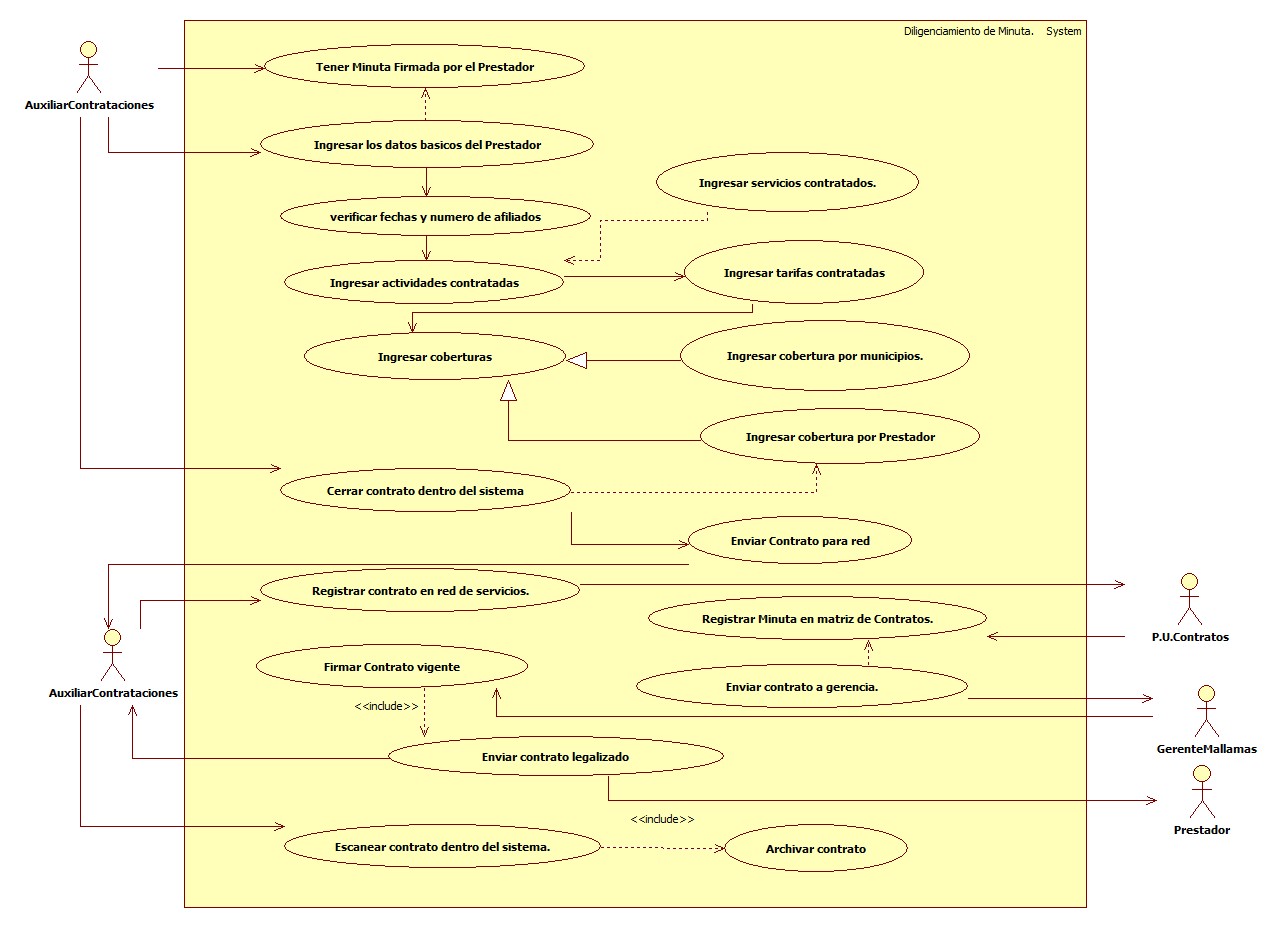 Diligenciamiento de Minuta. System
AuxiliarContrataciones
Tener Minuta Firmada por el Prestador
Ingresar los datos basicos del Prestador
Ingresar servicios contratados.
verificar fechas y numero de afiliados
Ingresar actividades contratadas
Ingresar tarifas contratadas
Ingresar coberturas
Ingresar cobertura por municipios.
Ingresar cobertura por Prestador
Cerrar contrato dentro del sistema
Enviar Contrato para red
Registrar contrato en red de servicios.
Registrar Minuta en matriz de Contratos.
P.U.Contratos
AuxiliarContrataciones
Firmar Contrato vigente
Enviar contrato a gerencia.
<<include>>
GerenteMallamas
Enviar contrato legalizado
<<include>>
Prestador
Escanear contrato dentro del sistema.
Archivar contrato